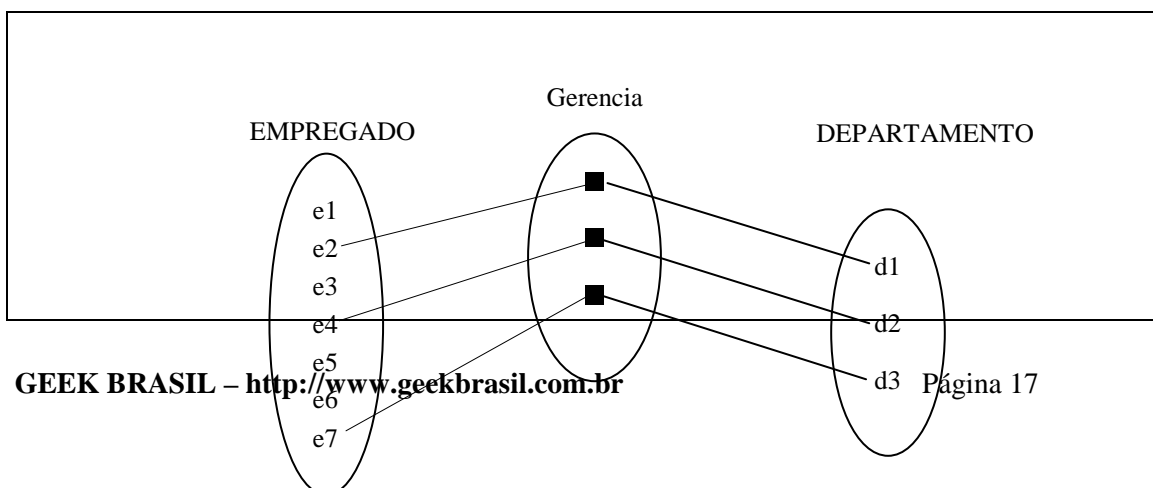 Gerencia
EMPREGADO
DEPARTAMENTO
e1
e2
e3
e4
e5
e6
e7
d1
d2
d3
GEEK BRASIL – http://www.geekbrasil.com.br
Página 17